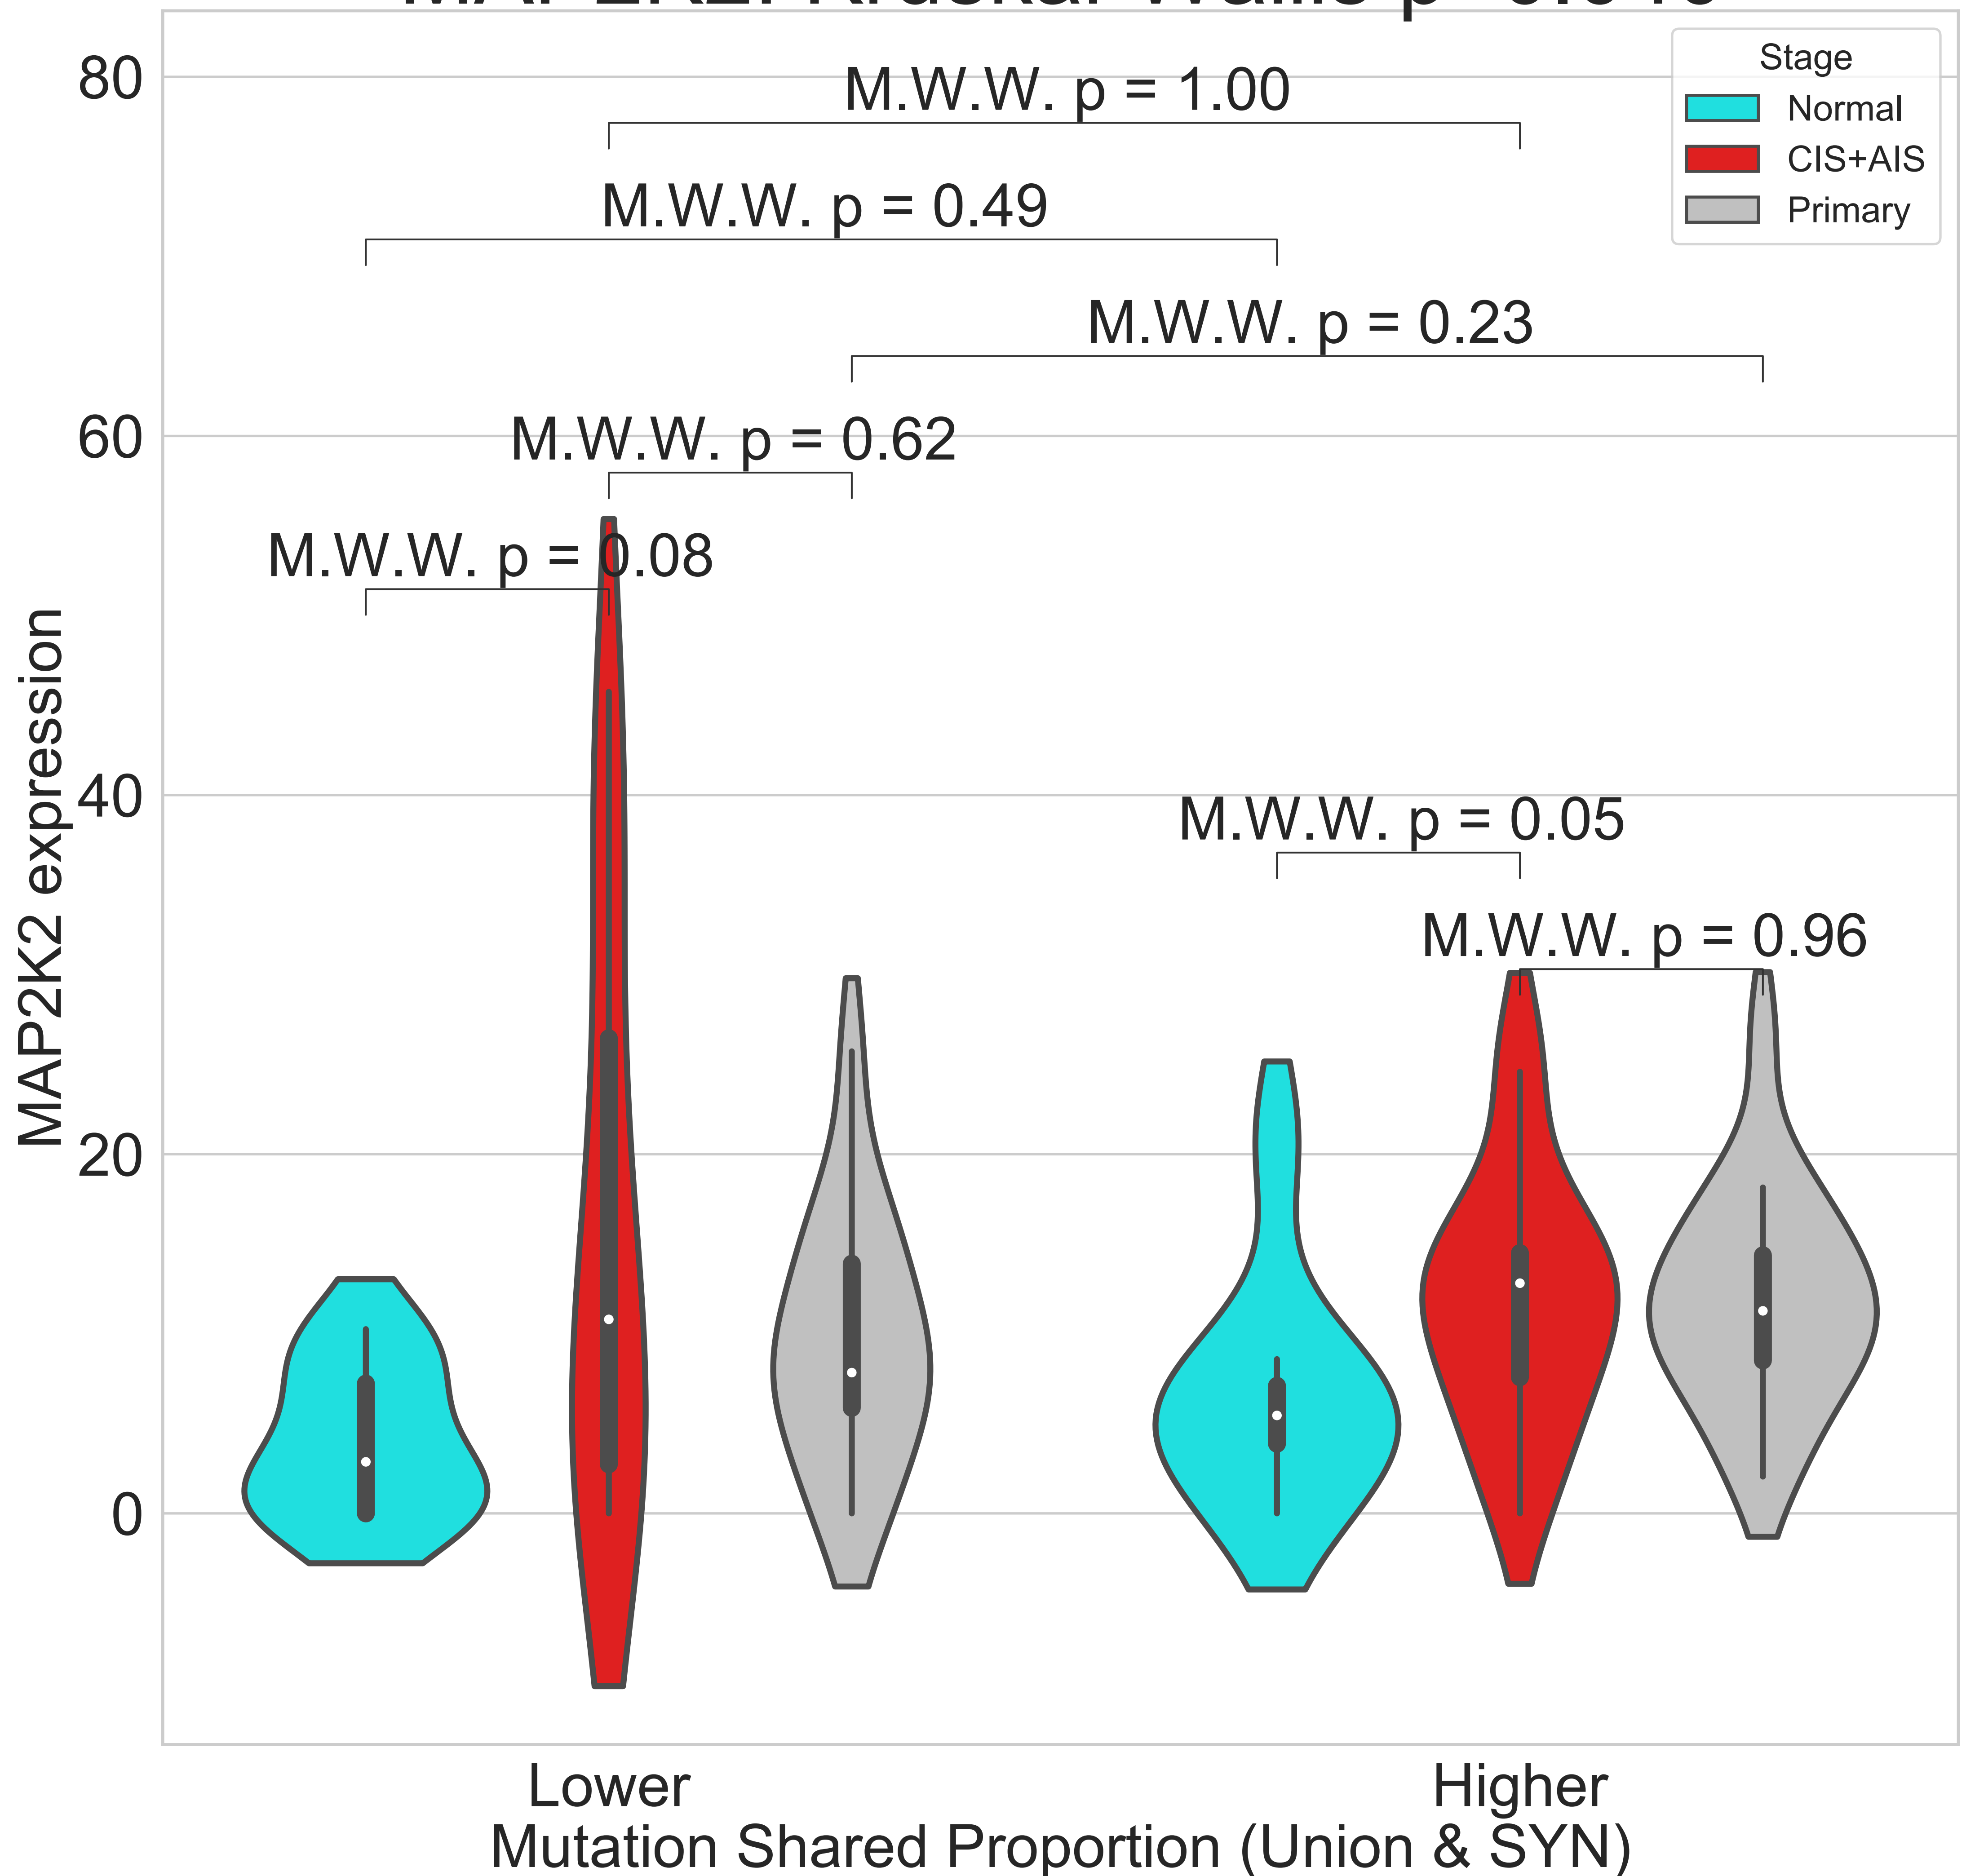 80
60
40
20
0
MAP2K2 expression
M.W.W. p = 1.00
M.W.W. p = 0.49
M.W.W. p = 0.23
M.W.W. p = 0.62
M.W.W. p = 0.08
M.W.W. p = 0.05
M.W.W. p = 0.96
Stage
Normal
CIS+AIS
Primary
Lower
Higher
Mutation Shared Proportion (Union & SYN)